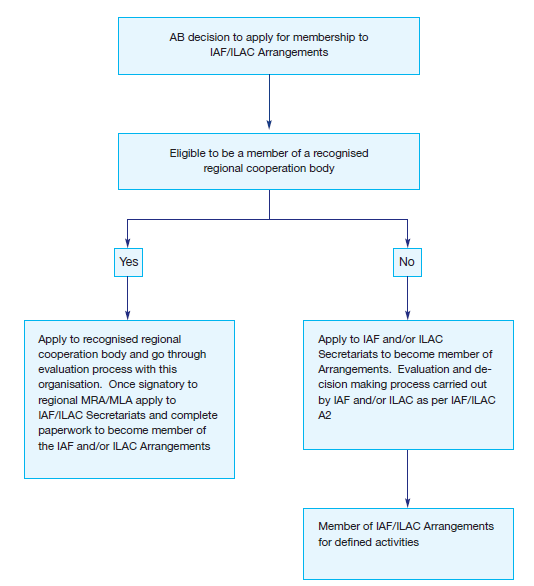 AB decision to apply for membership to
IAF/ILAC Arrangements
Eligible to be a member of a recognised
regional cooperation body
Yes
No
Apply to recognised regional
cooperation body and go through
evaluation process with this
organisation. Once signatory to
regional MRA/MLA apply to
IAF/ILAC Secretariats and complete
paperwork to become member of
the IAF and/or ILAC Arrangements
Apply to IAF and/or ILAC
Secretariats to become member of
Arrangements. Evaluation and de-
cision making process carried out
by IAF and/or ILAC as per IAF/ILAC
A2
Member of IAF/ILAC Arrangements
for defined activities